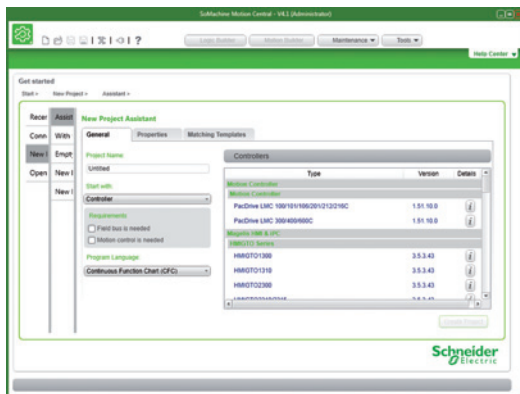 SoMachine Motion Central - V4.1 (Administrator)
Logic Builder Motion Builder Maintenance Tools
?
Help Center
Get started
Start > New Project > Assistant >
Recer Assist New Project Assistant
Conn With General Properties Matching Templates
New I Empt Project Name Controllers
Open New I Untitled Type Version Details
New I Start with: Motion Controller
Controller Motion Controller
Requirements PacDrive LMC 100/101/106/201/212/216C 1.51.10.0 i
Field bus is needed PacDrive LMC 300/400/600C 1.51.10.0 i
Motion control is needed Magelis HMI & iPC
HMIGTO Series
Program Language: HMIGTO1300 3.5.3.43 i
Continuous Function Chart (CFC) HMIGTO1310 3.5.3.43 i
HMIGTO2300 3.5.3.43 i
Create Project
Schneider
Electric